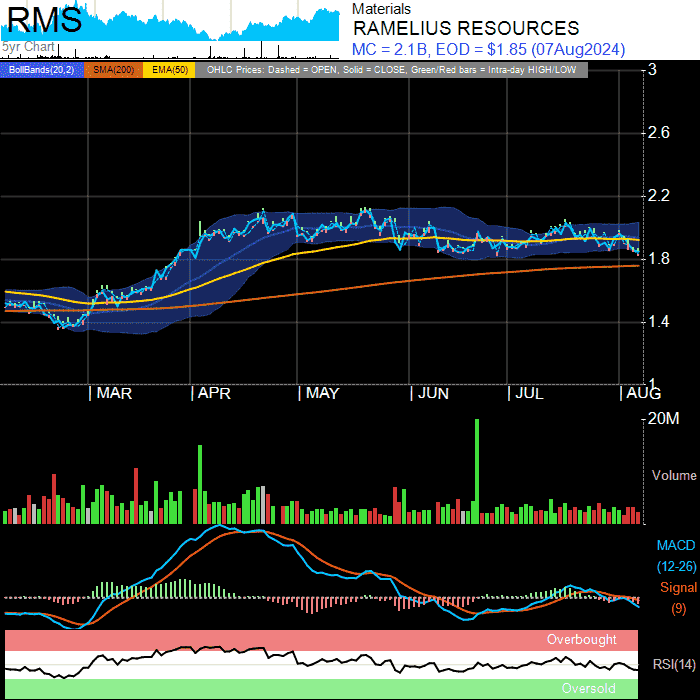 RMS
5yr Chart
Materials
RAMELIUS RESOURCES
MC = 2.1B, EOD = $1.85 (07Aug2024)
BollBands(20,2) SMA(200) EMA(50) OHLC Prices: Dashed = OPEN, Solid = CLOSE, Green/Red bars = Intra-day HIGH/LOW
3
2.6
2.2
1.8
1.4
1
MAR APR MAY JUN JUL AUG
20M
Volume
MACD
(12-26)
Signal
(9)
Overbought
RSI(14)
Oversold